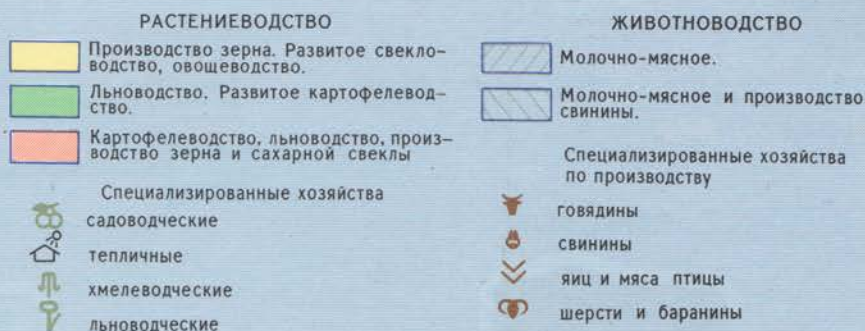 РАСТЕНИЕВОДСТВО
Производство зерна. Развитое свекло-
водство, овощеводство.
Льноводство. Развитое картофелевод-
ство.
Картофелеводство, льноводство, произ-
водство зерна и сахарной свеклы
Специализированные хозяйства
садоводческие
тепличные
хмелеводческие
льноводческие
ЖИВОТНОВОДСТВО
Молочно-мясное.
Молочно-мясное и производство
свинины.
Специализированные хозяйства
по производству
говядины
свинины
яиц и мяса птицы
шерсти и баранины